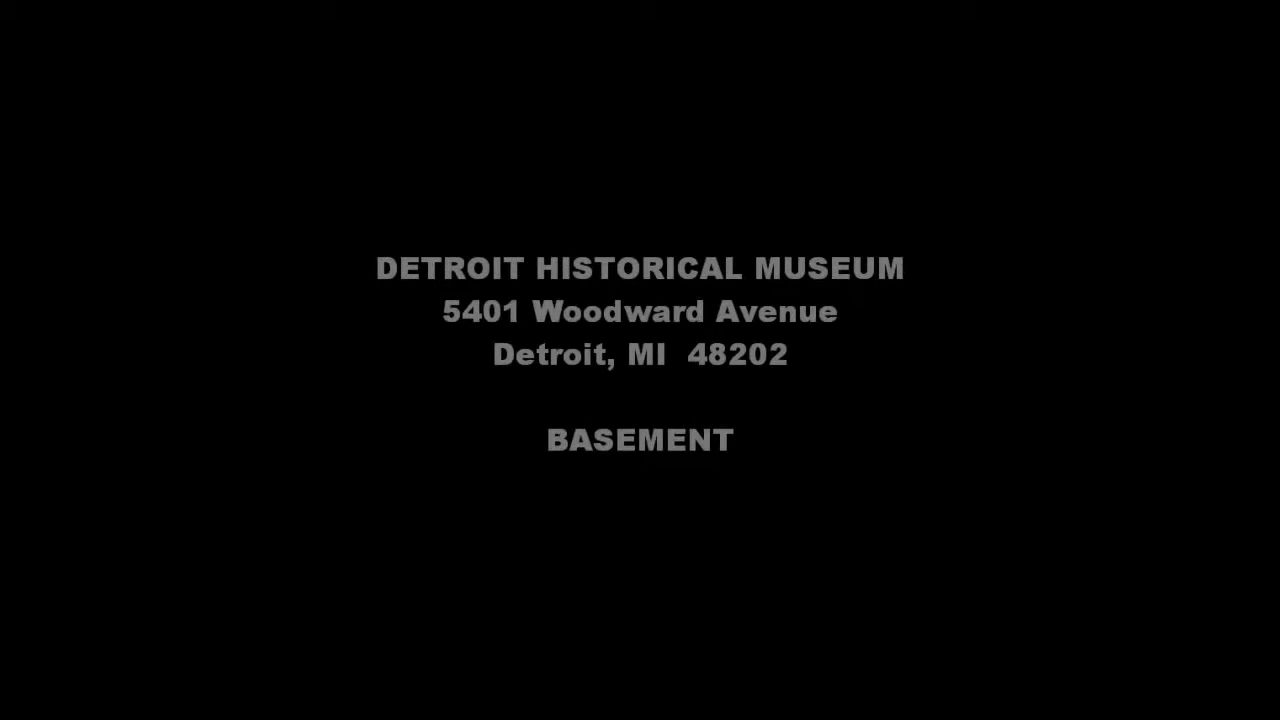 DETROIT HISTORICAL MUSEUM
5401 Woodward Avenue
Detroit, MI  48202
BASEMENT